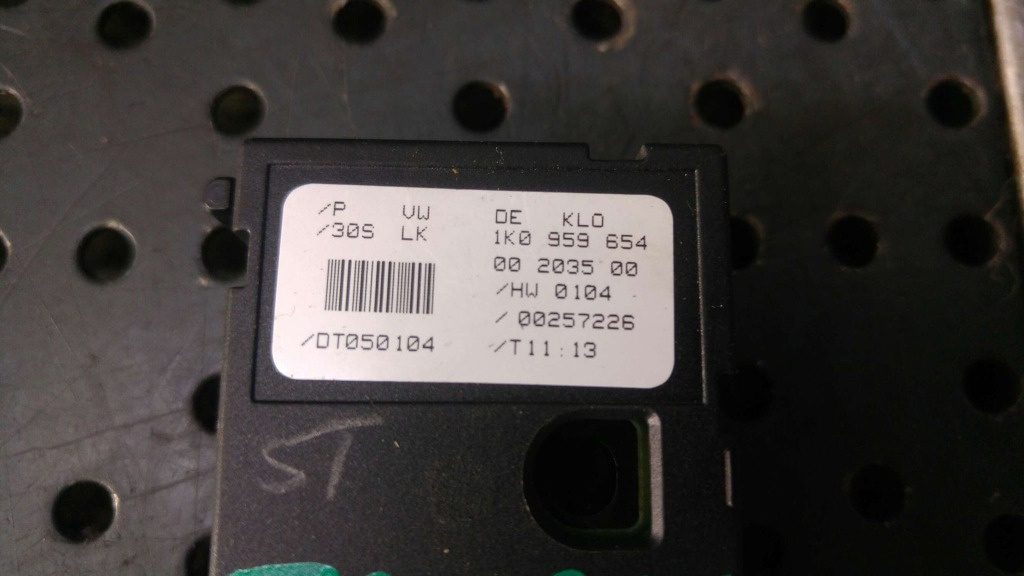 /P VW DE KLO
/30S LK 1K0 959 654
00 2035 00
/HW 0104
/ 00257226
/DT050104 /T11:13
ST